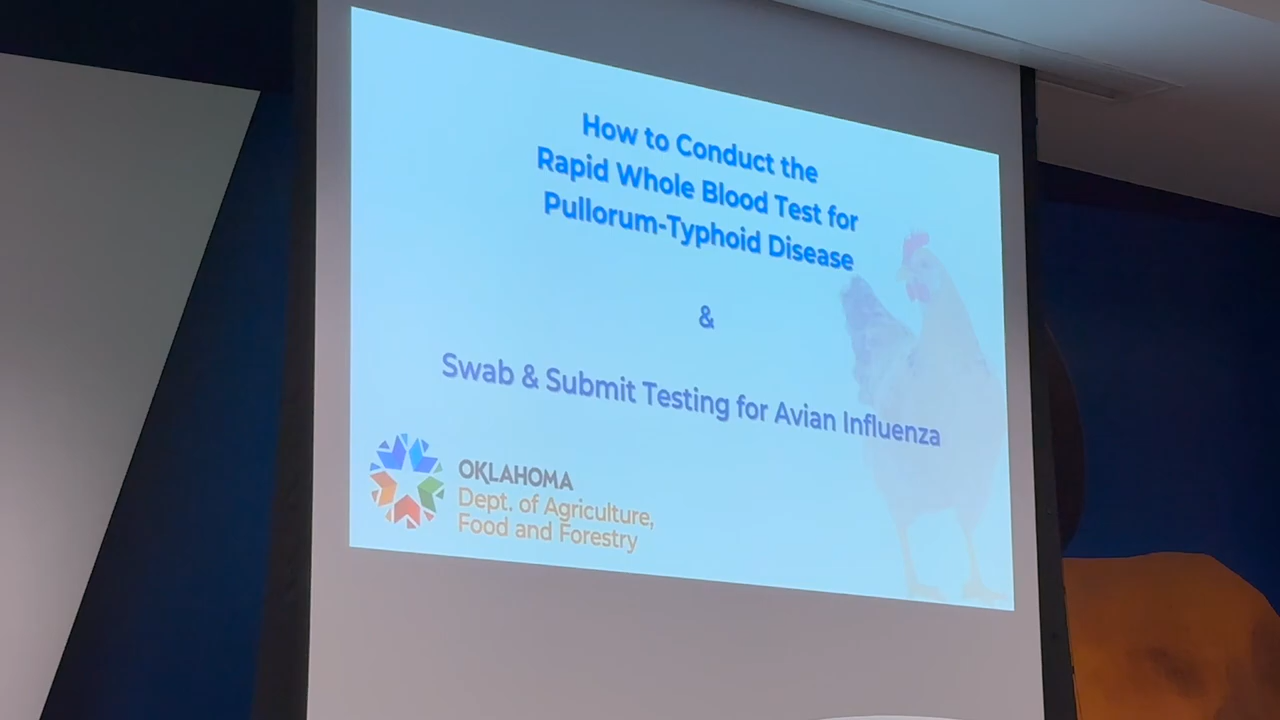 How to Conduct the
Rapid Whole Blood Test for
Pullorum-Typhoid Disease
&
Swab & Submit Testing for Avian Influenza
OKLAHOMA
Dept. of Agriculture,
Food and Forestry